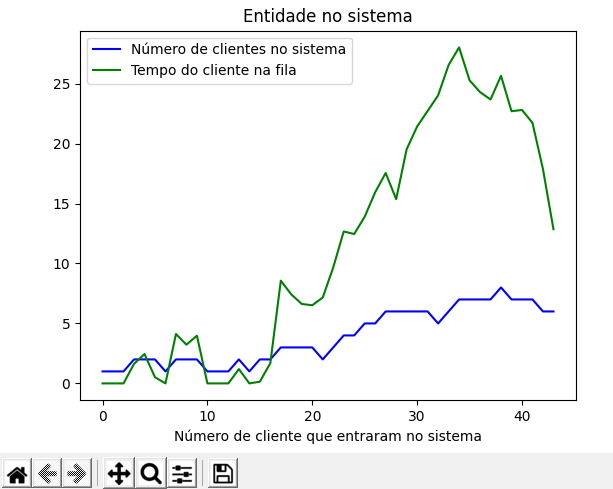 Entidade no sistema
Número de clientes no sistema
Tempo do cliente na fila
25
20
15
10
5
0
0 10 20 30 40
Número de cliente que entraram no sistema